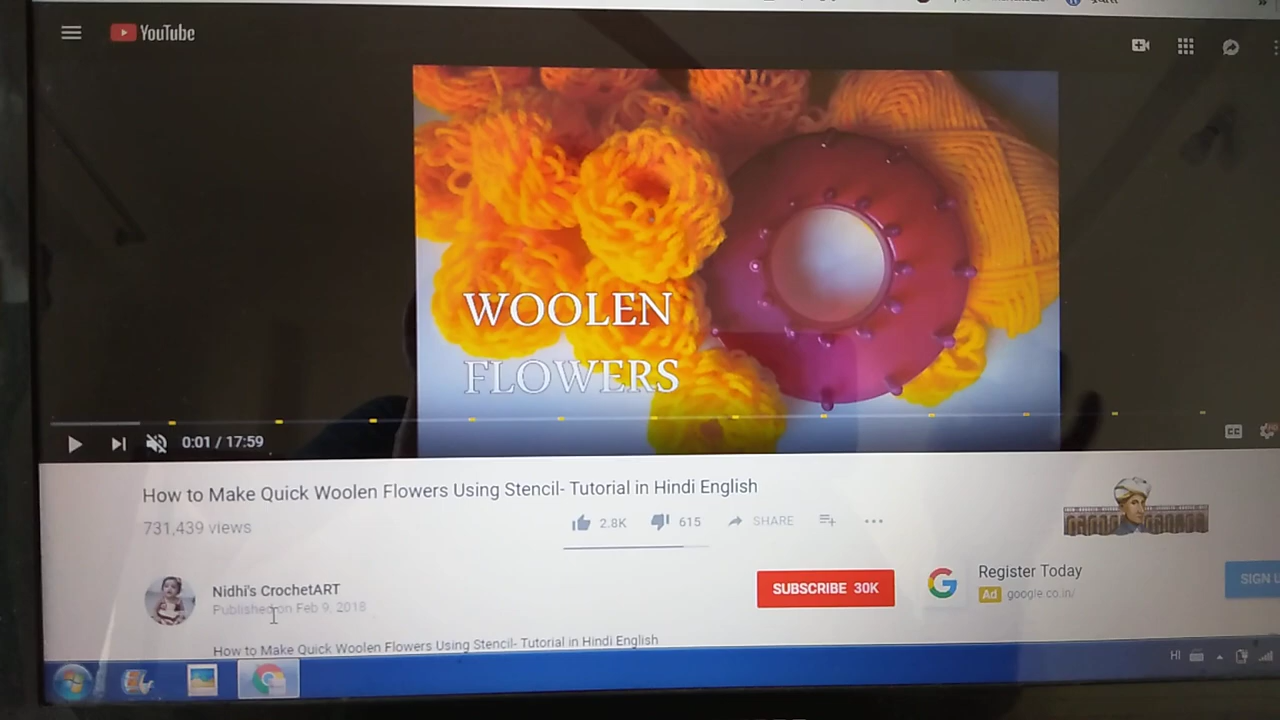 YouTube
WOOLEN
FLOWERS
0:01 / 17:59
CC
How to Make Quick Woolen Flowers Using Stencil- Tutorial in Hindi English
731,439 views
2.8K
615
SHARE
Nidhi's CrochetART
Published on Feb 9, 2018
SUBSCRIBE 30K
Register Today
Ad google.co.in/
SIGN
How to Make Quick Woolen Flowers Using Stencil- Tutorial in Hindi English
HI